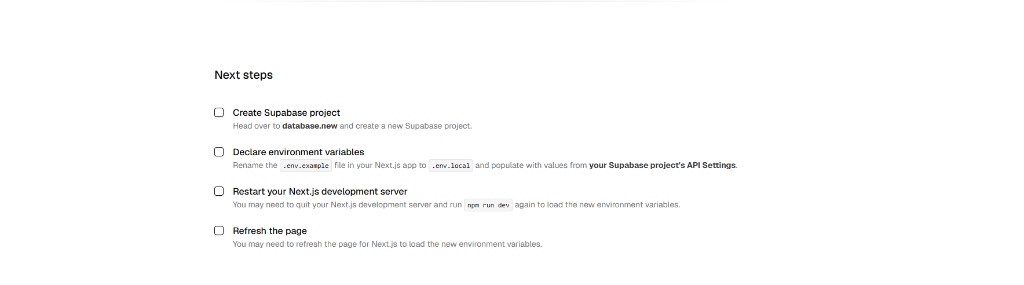 Next steps
Create Supabase project
Head over to database.new and create a new Supabase project.
Declare environment variables
Rename the .env.example file in your Next.js app to .env.local and populate with values from your Supabase project's API Settings.
Restart your Next.js development server
You may need to quit your Next.js development server and run npm run dev again to load the new environment variables.
Refresh the page
You may need to refresh the page for Next.js to load the new environment variables.